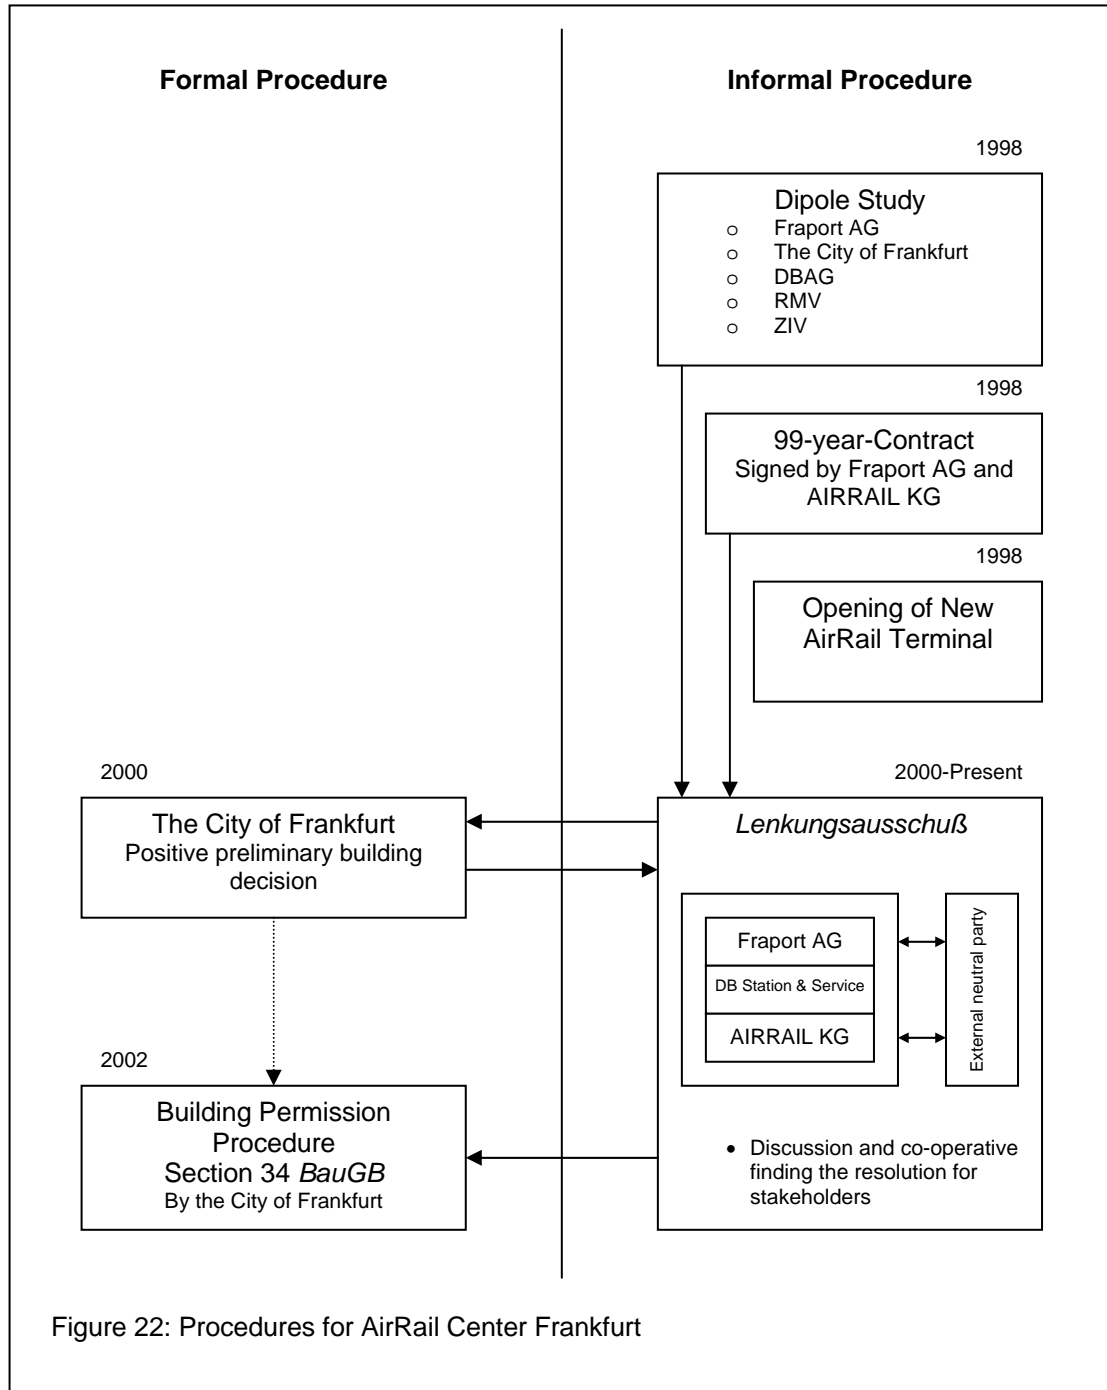 Formal Procedure
Informal Procedure
1998
Dipole Study
o Fraport AG
o The City of Frankfurt
o DBAG
o RMV
o ZIV
1998
99-year-Contract
Signed by Fraport AG and
AIRRAIL KG
1998
Opening of New
AirRail Terminal
2000
The City of Frankfurt
Positive preliminary building
decision
2000-Present
Lenkungsausschuß
Fraport AG
DB Station & Service
AIRRAIL KG
External neutral party
• Discussion and co-operative
finding the resolution for
stakeholders
2002
Building Permission
Procedure
Section 34 BauGB
By the City of Frankfurt
Figure 22: Procedures for AirRail Center Frankfurt